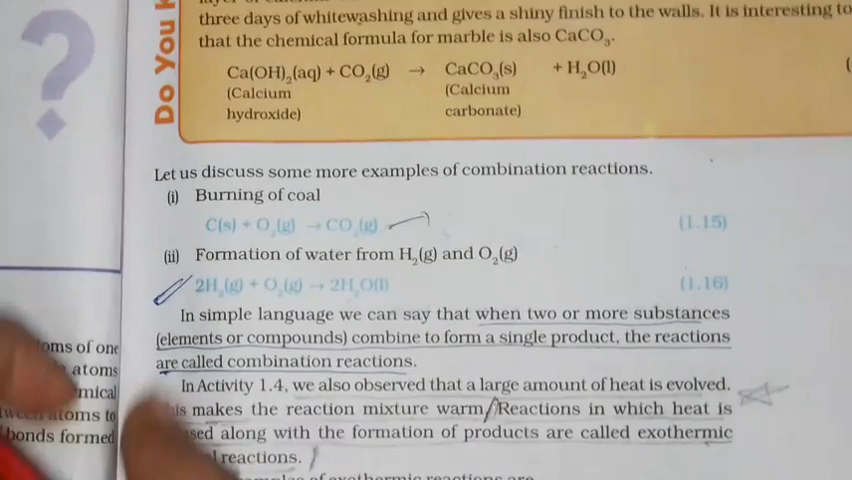 Do You
three days of whitewashing and gives a shiny finish to the walls. It is interesting to
that the chemical formula for marble is also CaCO₃.
Ca(OH)₂(aq) + CO₂(g) → CaCO₃(s) + H₂O(l)
(Calcium (Calcium
hydroxide) carbonate)
Let us discuss some more examples of combination reactions.
(i) Burning of coal
C(s) + O₂(g) → CO₂(g) (1.15)
(ii) Formation of water from H₂(g) and O₂(g)
2H₂(g) + O₂(g) → 2H₂O(l) (1.16)
In simple language we can say that when two or more substances
(elements or compounds) combine to form a single product, the reactions
are called combination reactions.
In Activity 1.4, we also observed that a large amount of heat is evolved.
makes the reaction mixture warm. Reactions in which heat is
along with the formation of products are called exothermic
reactions.
of exothermic reactions are
of one
atoms
atoms to
bonds formed